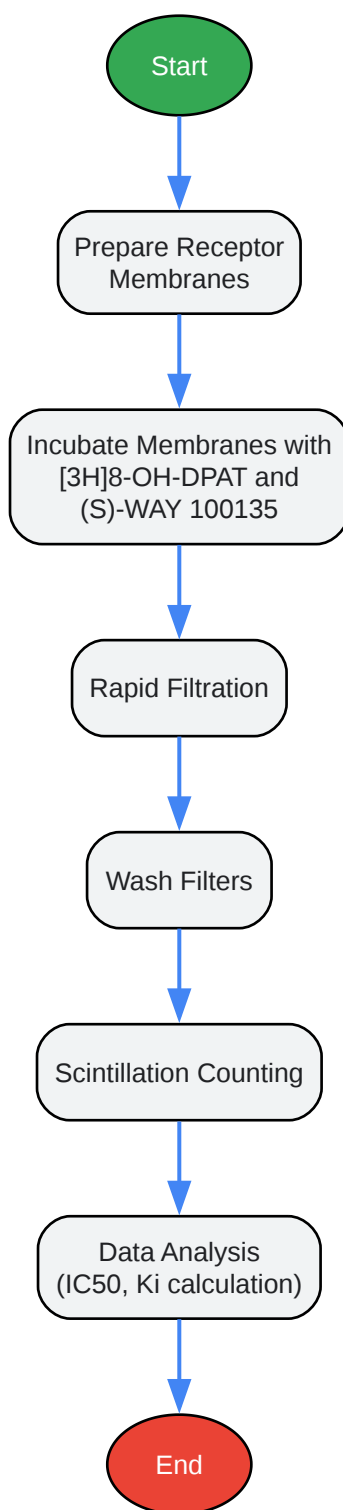 Start
Prepare Receptor
Membranes
Incubate Membranes with
[3H]8-OH-DPAT and
(S)-WAY 100135
Rapid Filtration
Wash Filters
Scintillation Counting
Data Analysis
(IC50, Ki calculation)
End